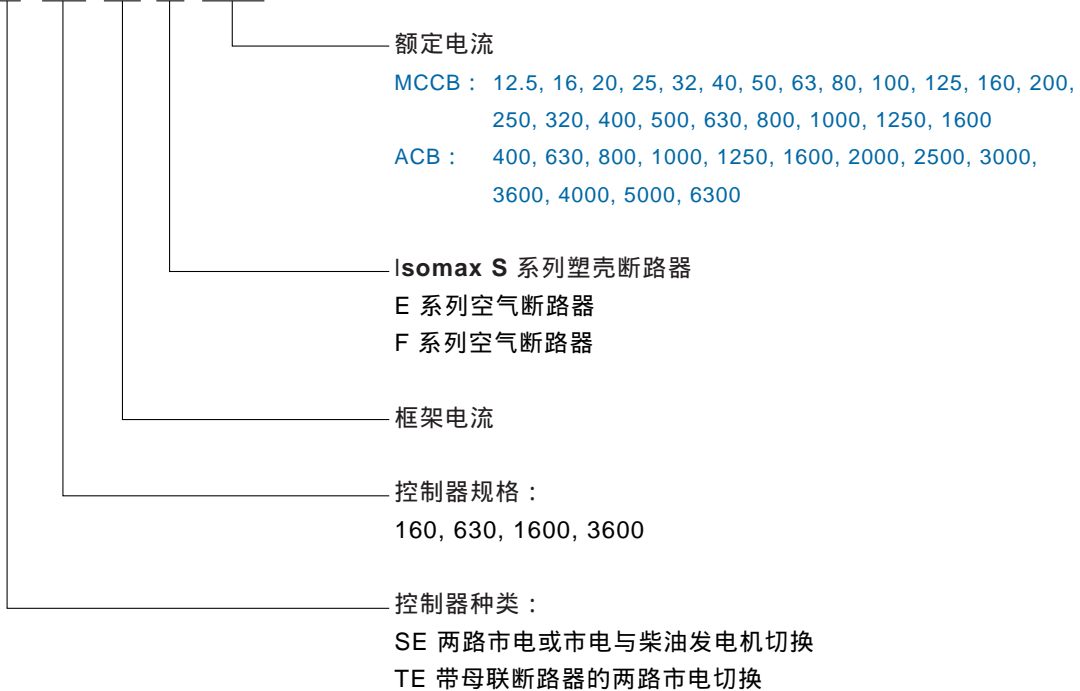 额定电流
MCCB： 12.5, 16, 20, 25, 32, 40, 50, 63, 80, 100, 125, 160, 200,
250, 320, 400, 500, 630, 800, 1000, 1250, 1600
ACB： 400, 630, 800, 1000, 1250, 1600, 2000, 2500, 3000,
3600, 4000, 5000, 6300
Isomax S 系列塑壳断路器
E 系列空气断路器
F 系列空气断路器
框架电流
控制器规格：
160, 630, 1600, 3600
控制器种类：
SE 两路市电或市电与柴油发电机切换
TE 带母联断路器的两路市电切换